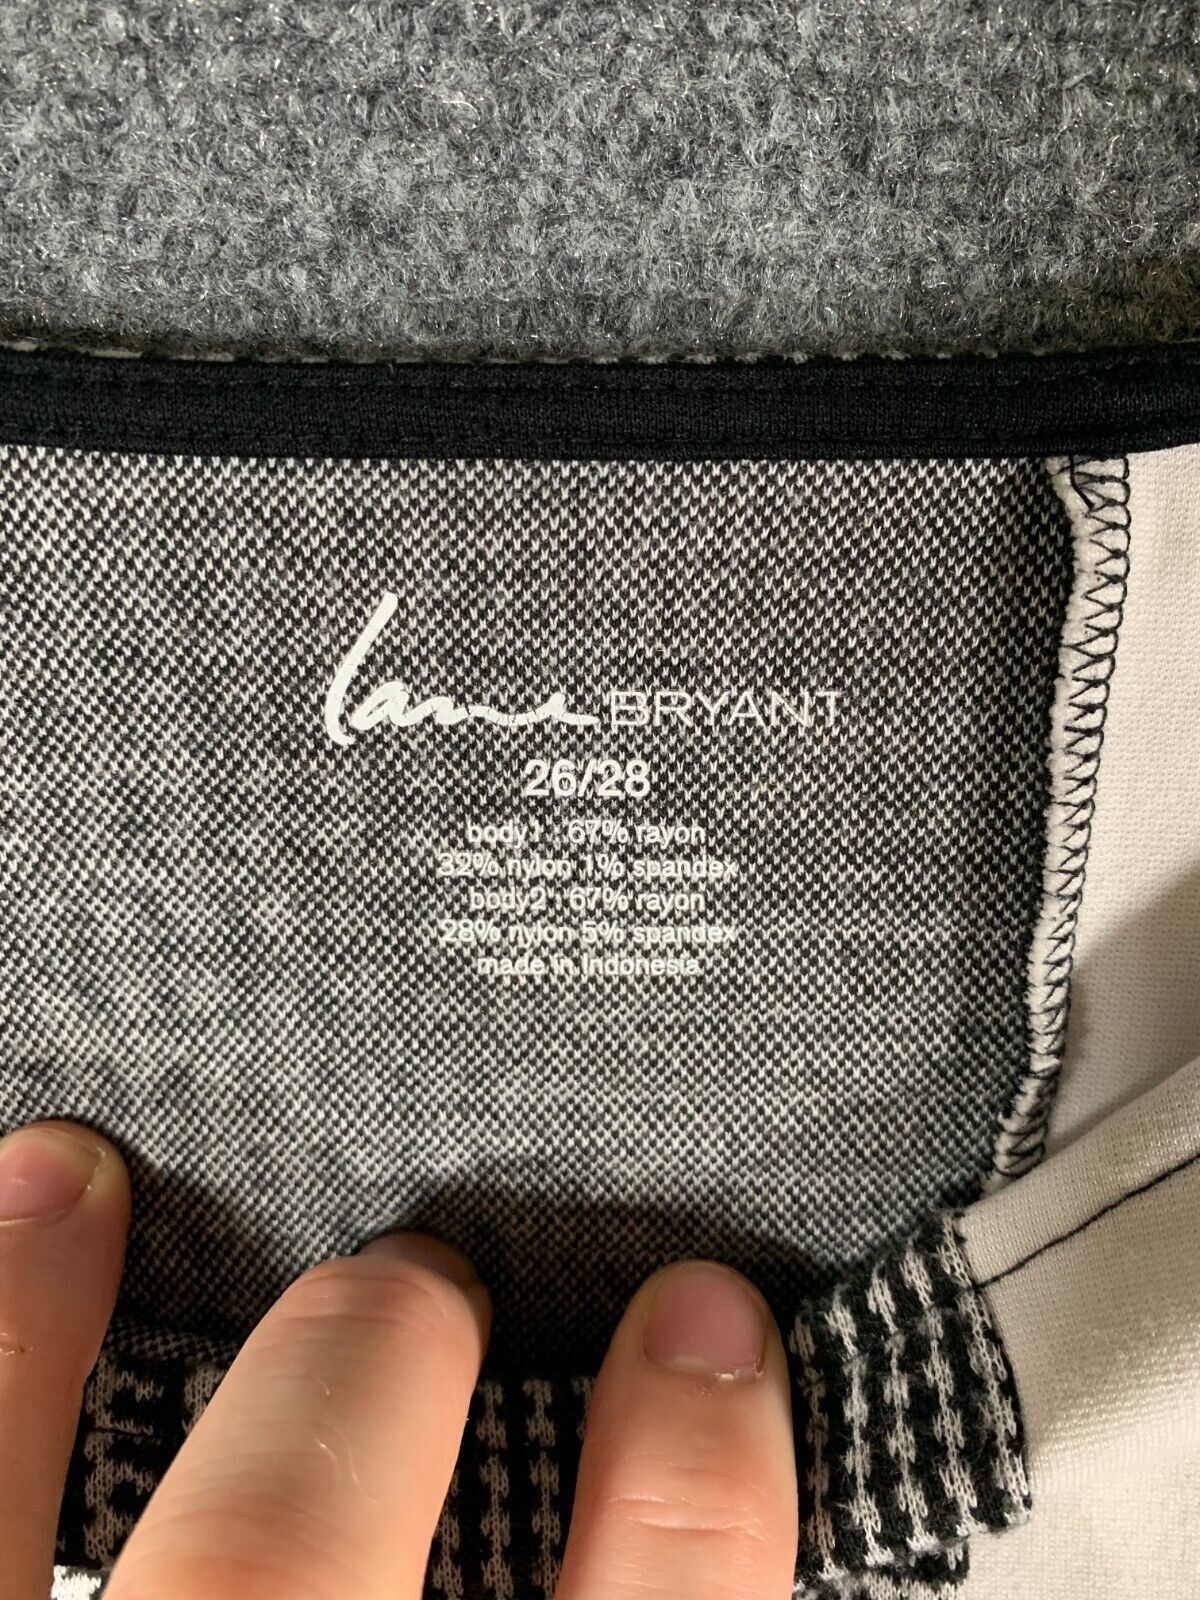 Lane BRYANT
26/28
body1 : 67% rayon
32% nylon 1% spandex
body2 : 67% rayon
28% nylon 5% spandex
made in Indonesia